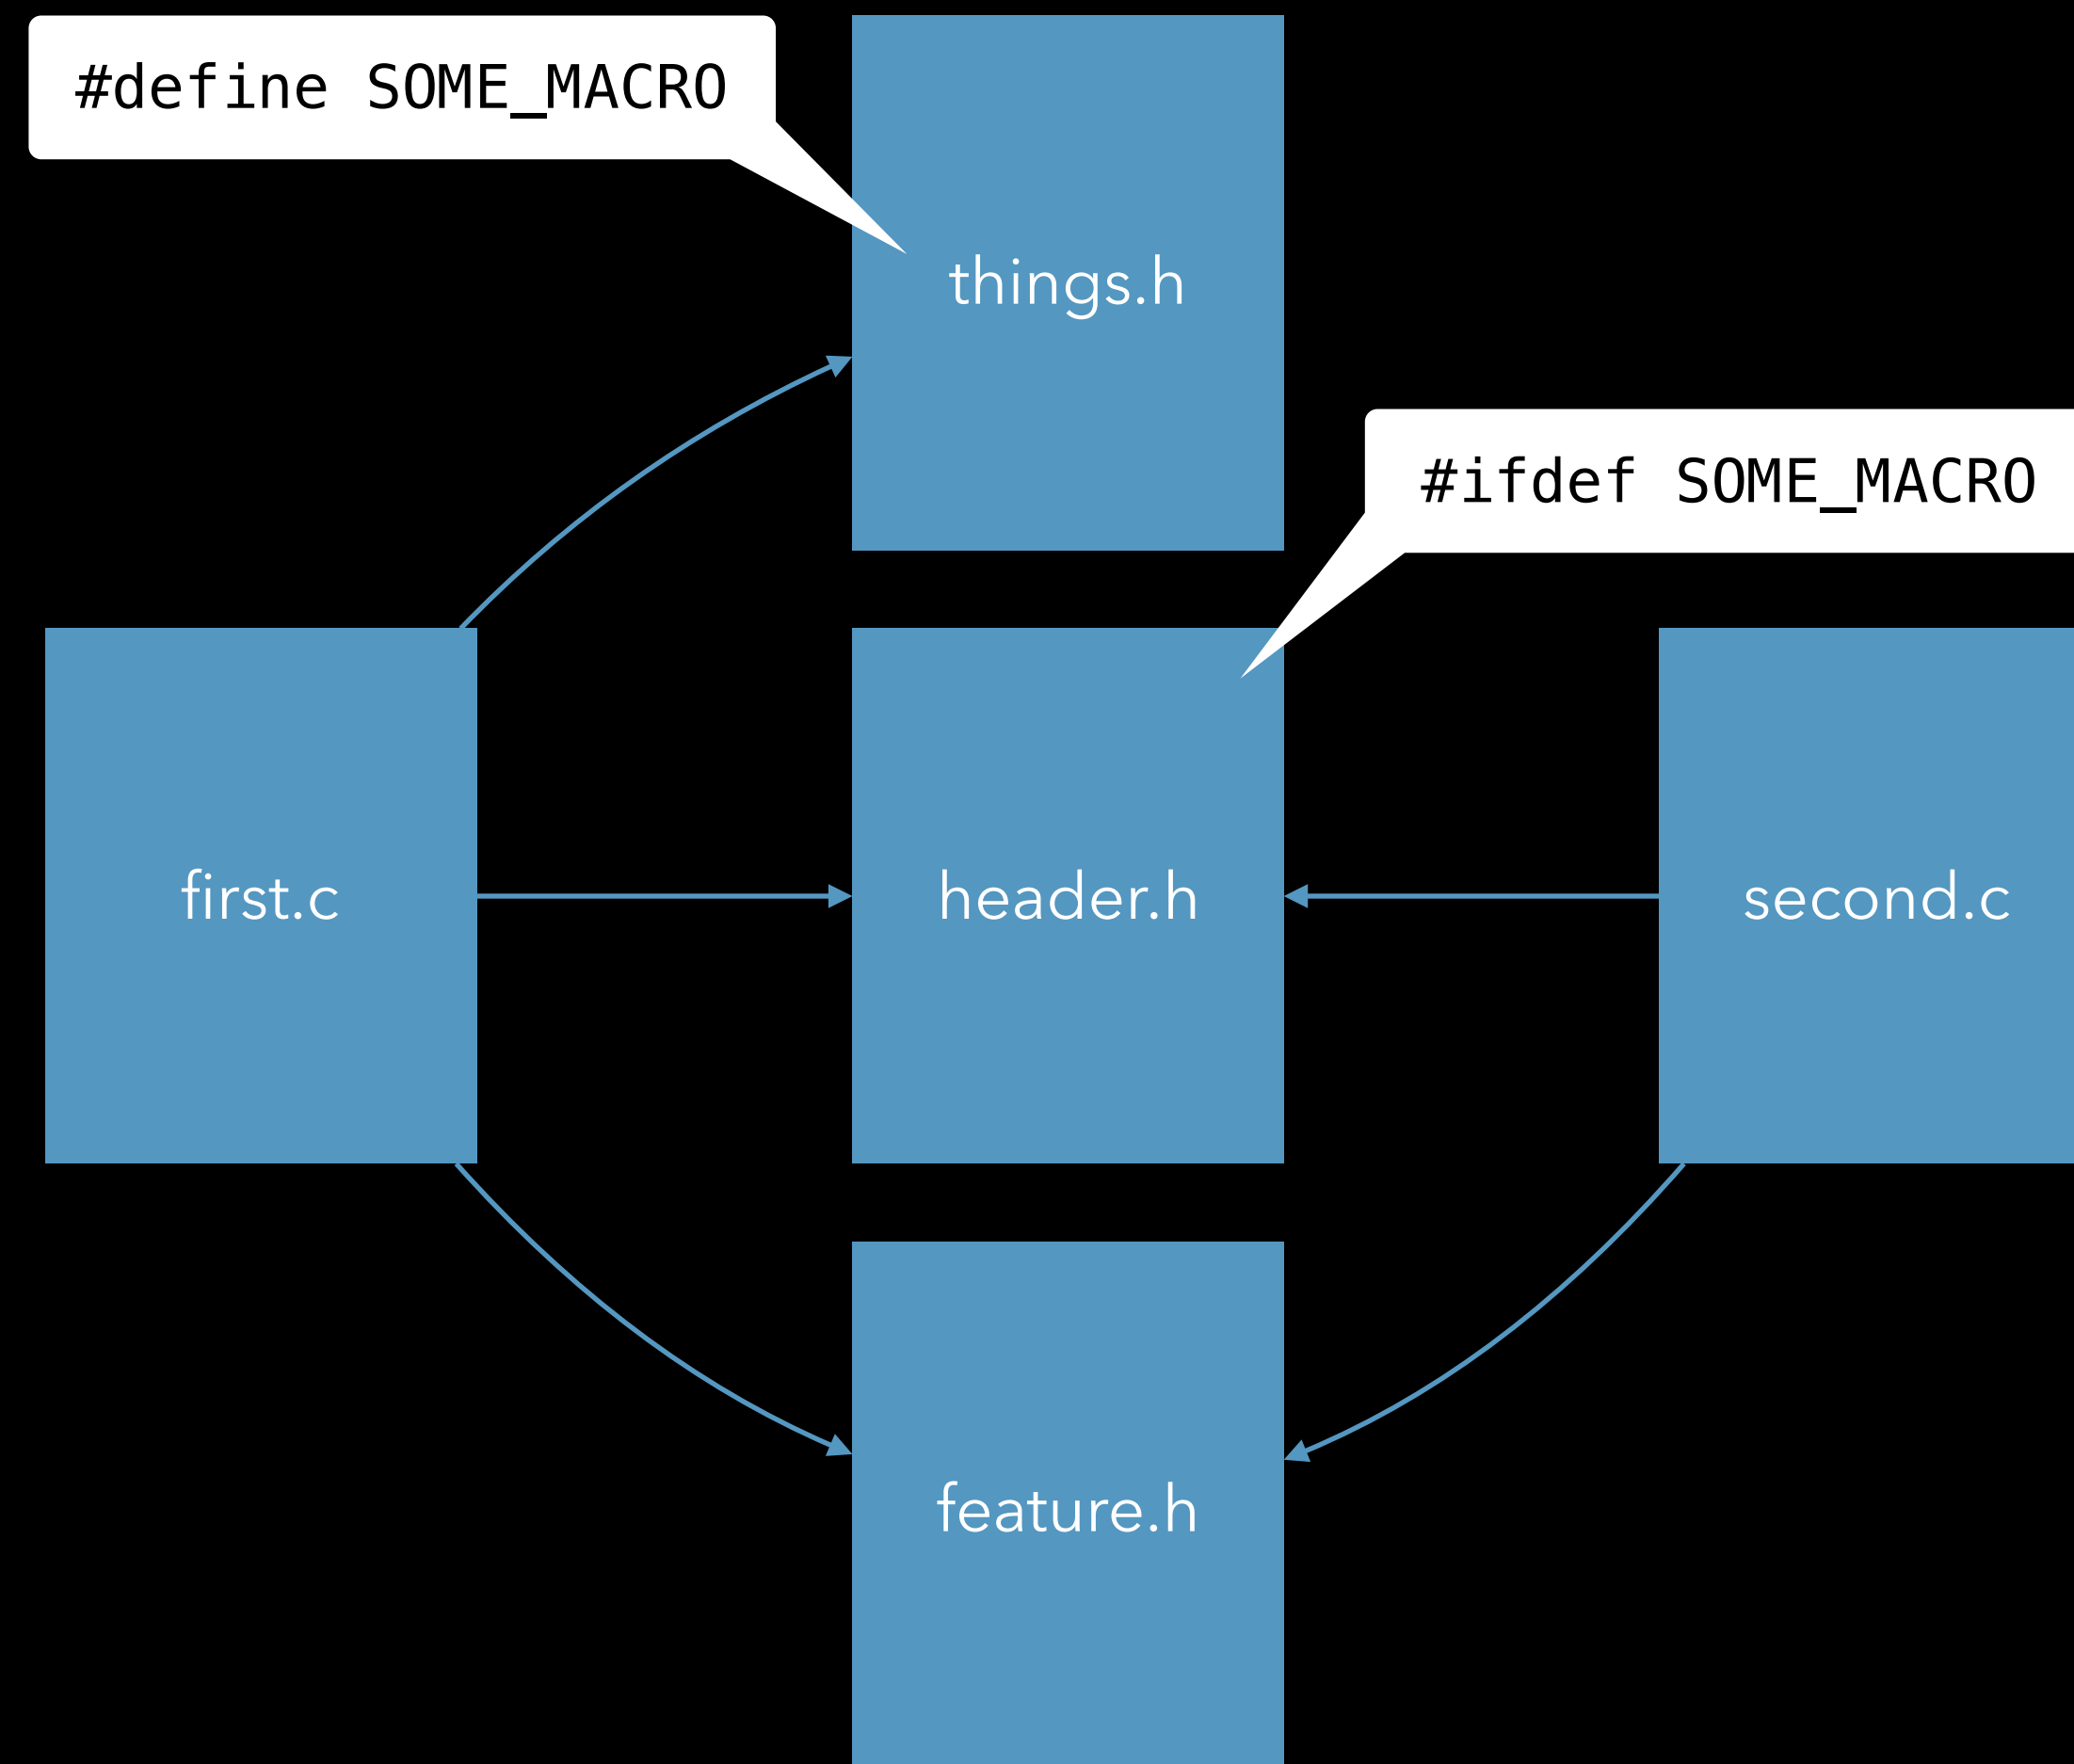 #define SOME_MACRO
things.h
#ifdef SOME_MACRO
first.c
header.h
second.c
feature.h